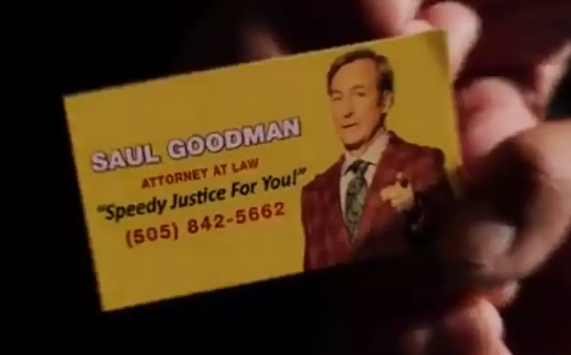 SAUL GOODMAN
ATTORNEY AT LAW
"Speedy Justice For You!"
(505) 842-5662